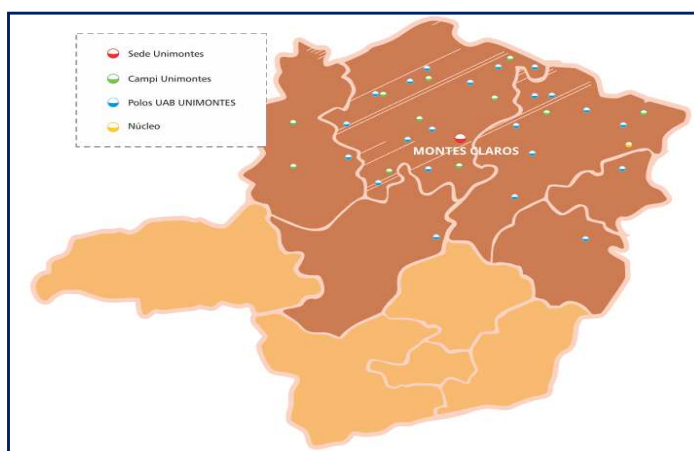 Sede Unimontes
Campi Unimontes
Polos UAB UNIMONTES
Núcleo
MONTES CLAROS